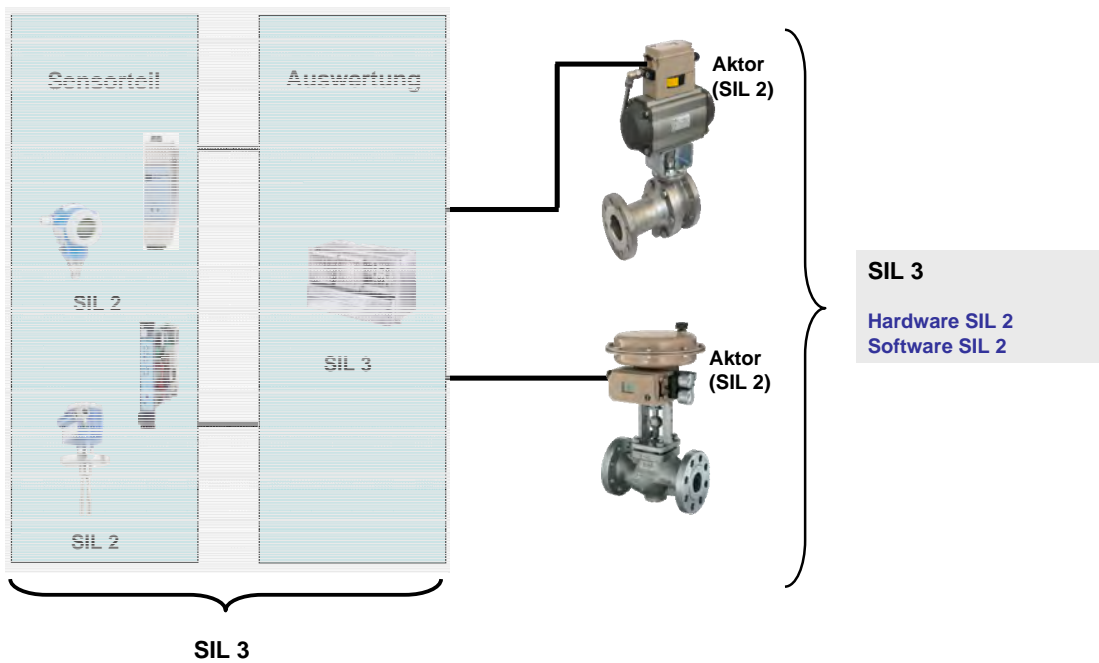 Sensorteil
Auswertung
SIL 2
SIL 2
SIL 3
SIL 3
Aktor
(SIL 2)
Aktor
(SIL 2)
SIL 3
Hardware SIL 2
Software SIL 2